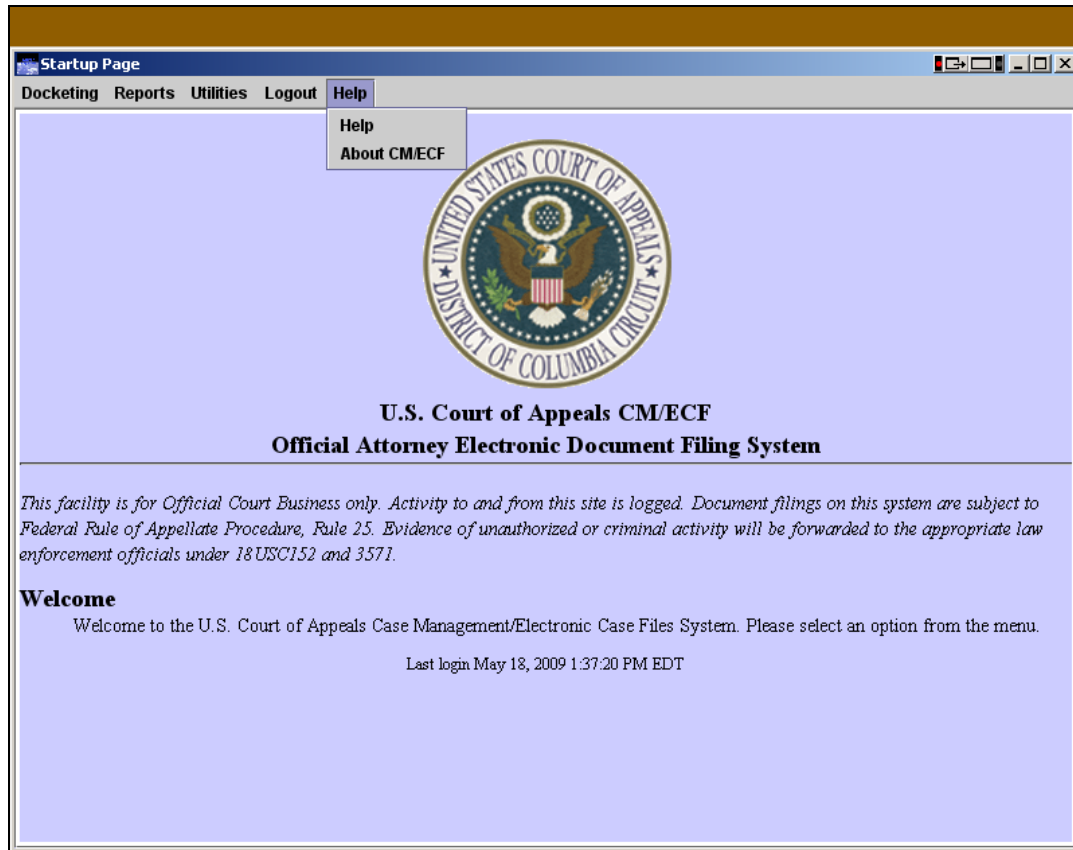 Startup Page
Docketing Reports Utilities Logout Help
Help
About CM/ECF
UNITED STATES COURT OF APPEALS
DISTRICT OF COLUMBIA CIRCUIT
U.S. Court of Appeals CM/ECF
Official Attorney Electronic Document Filing System
This facility is for Official Court Business only. Activity to and from this site is logged. Document filings on this system are subject to
Federal Rule of Appellate Procedure, Rule 25. Evidence of unauthorized or criminal activity will be forwarded to the appropriate law
enforcement officials under 18 USC152 and 3571.
Welcome
Welcome to the U.S. Court of Appeals Case Management/Electronic Case Files System. Please select an option from the menu.
Last login May 18, 2009 1:37:20 PM EDT